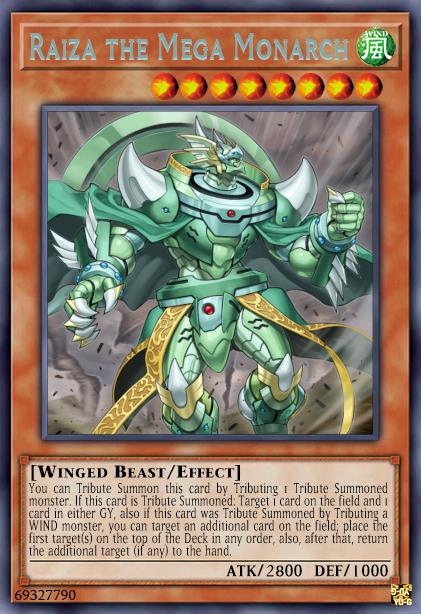 RAIZA THE MEGA MONARCH
WIND
風
[WINGED BEAST/EFFECT]
You can Tribute Summon this card by Tributing 1 Tribute Summoned
monster. If this card is Tribute Summoned: Target 1 card on the field and 1
card in either GY, also if this card was Tribute Summoned by Tributing a
WIND monster, you can target an additional card on the field; place the
first target(s) on the top of the Deck in any order, also, after that, return
the additional target (if any) to the hand.
ATK/2800 DEF/1000
69327790